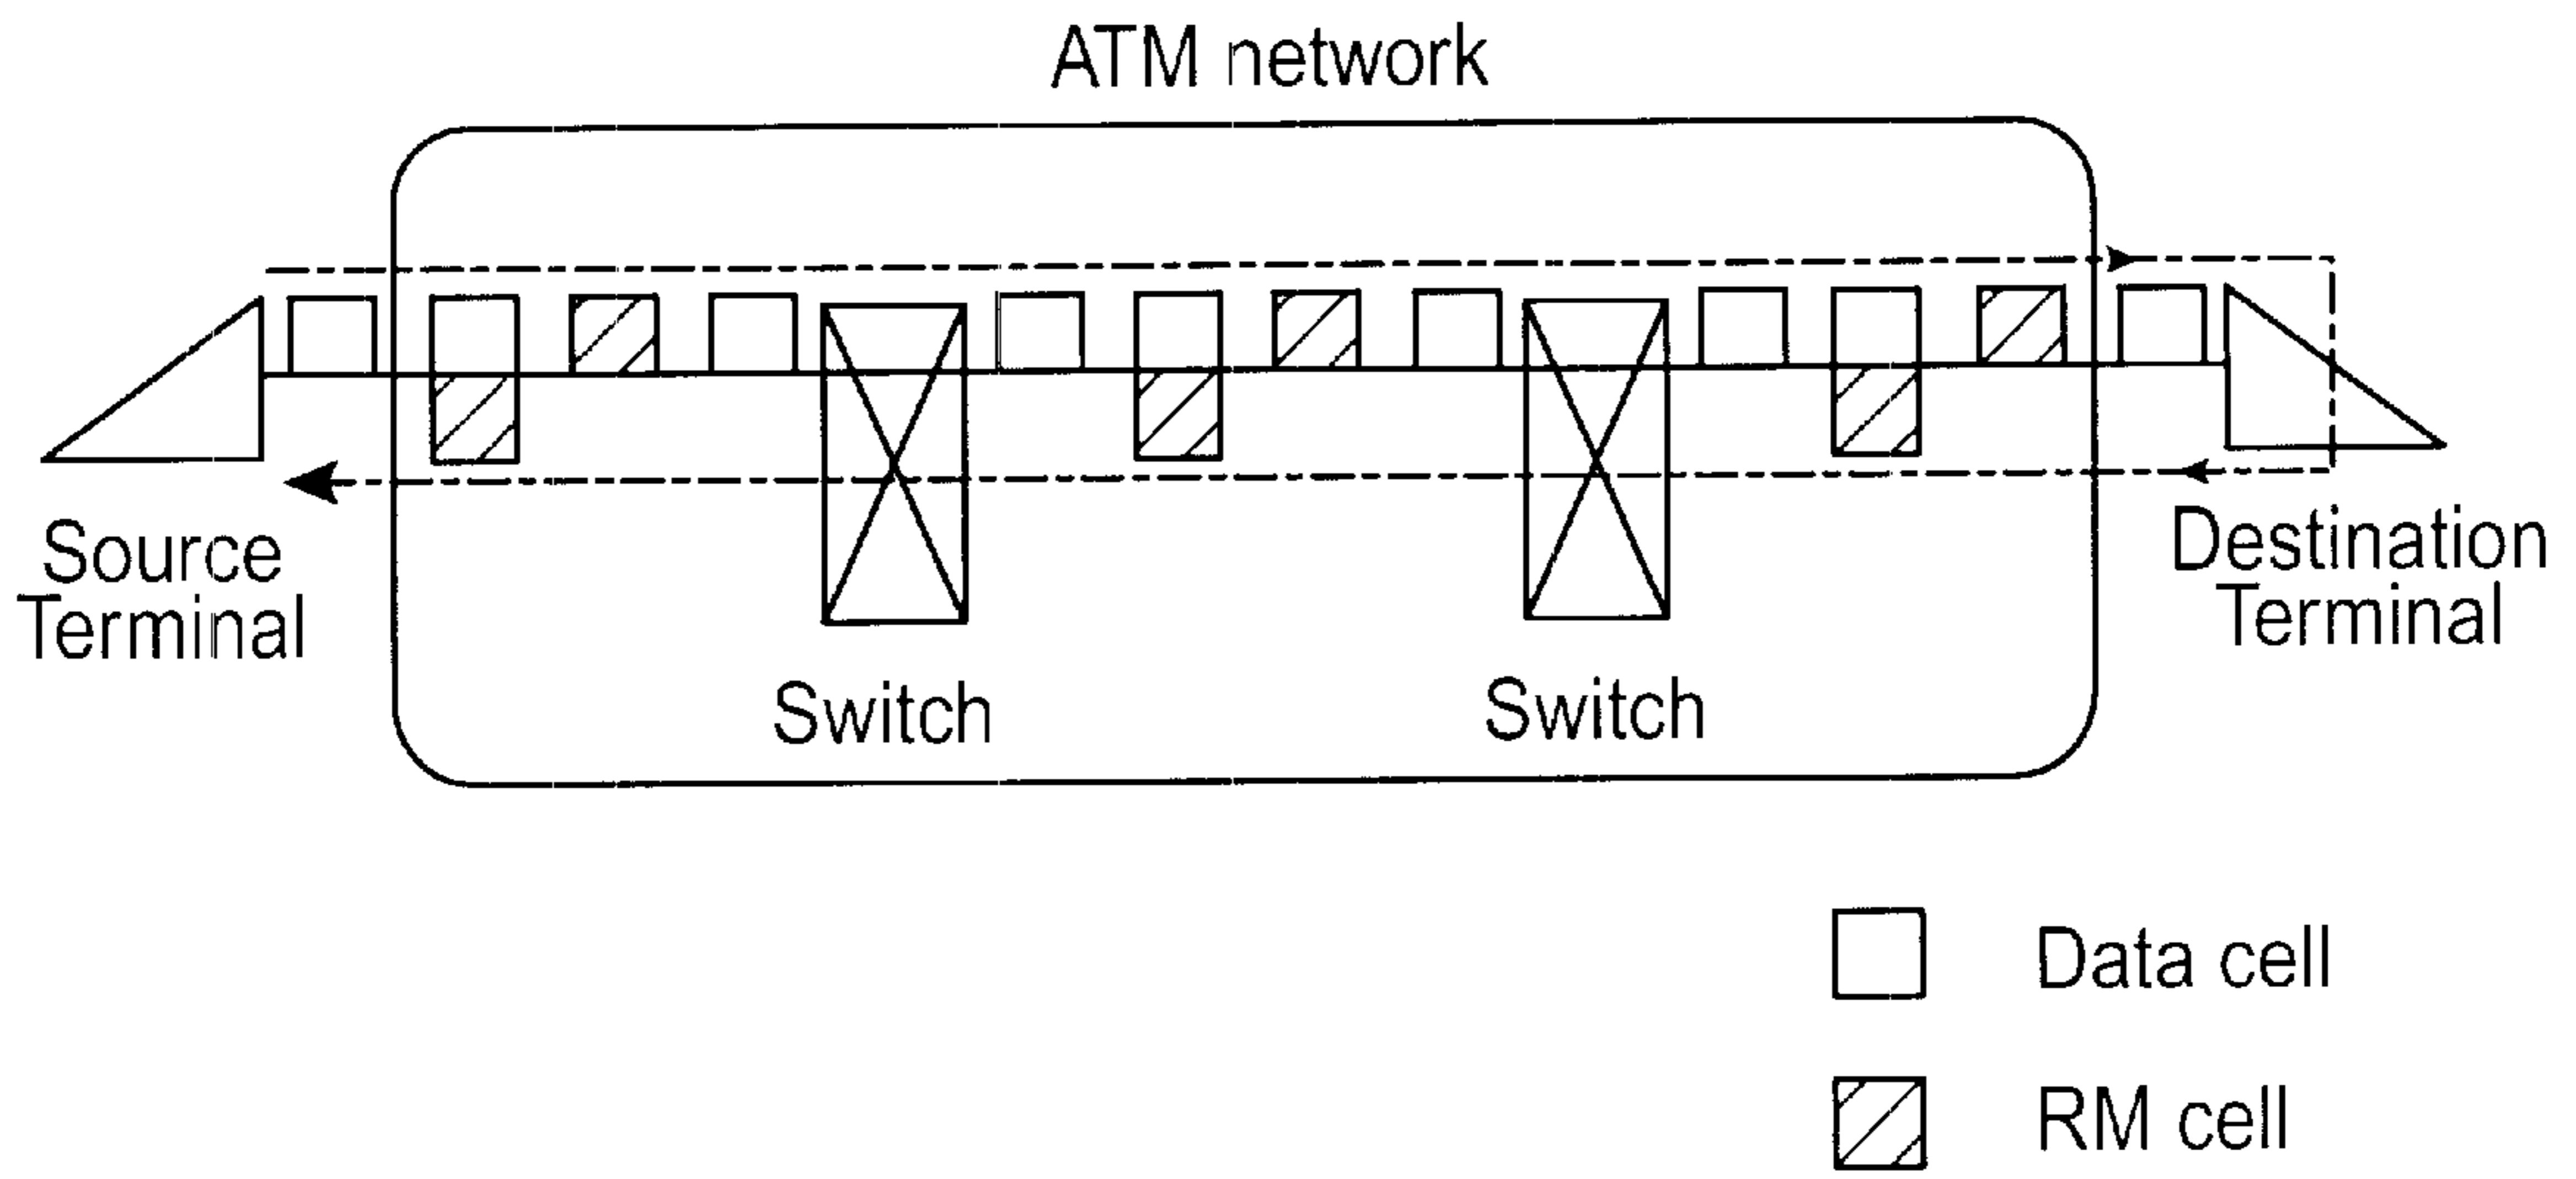 ATM network
Source
Terminal
Destination
Terminal
Switch
Switch
Data cell
RM cell